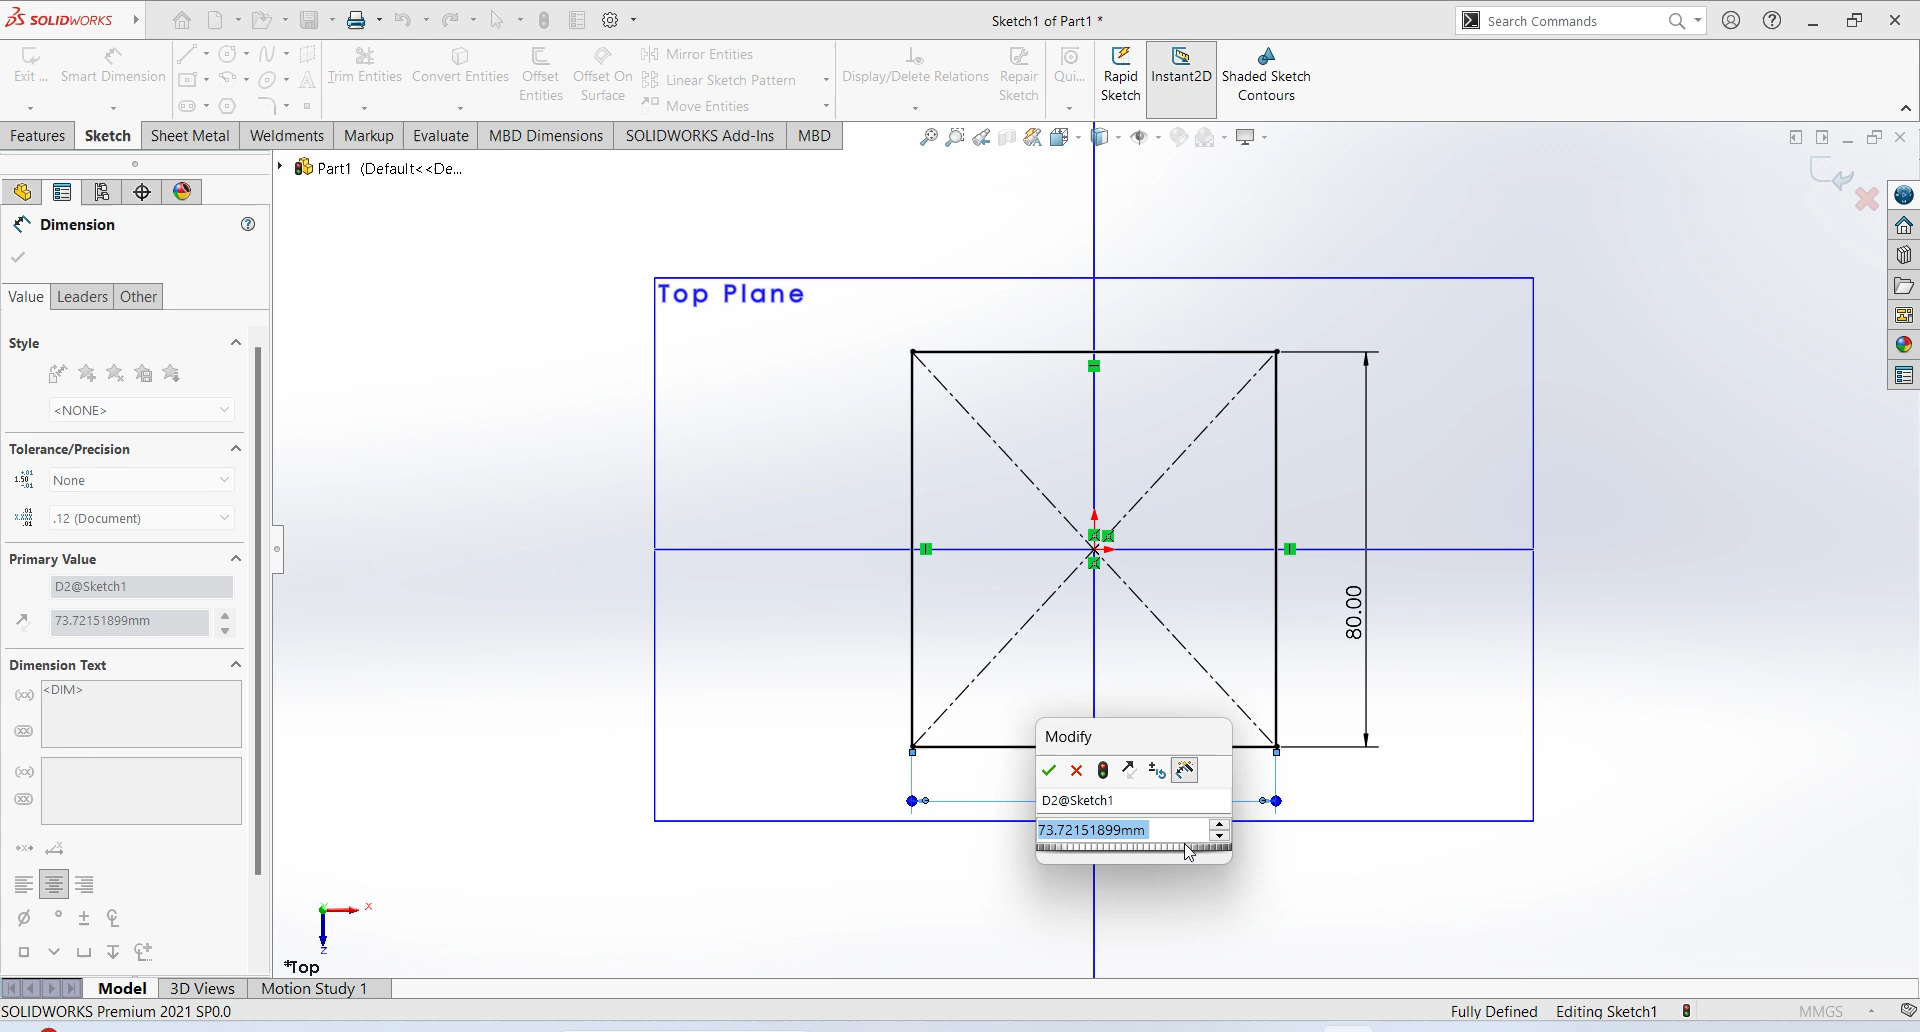 SOLIDWORKS
Sketch1 of Part1 *
Search Commands
Exit ...
Smart Dimension
Trim Entities
Convert Entities
Offset Entities
Offset On Surface
Mirror Entities
Linear Sketch Pattern
Move Entities
Display/Delete Relations
Repair Sketch
Qui...
Rapid Sketch
Instant2D
Shaded Sketch Contours
Features
Sketch
Sheet Metal
Weldments
Markup
Evaluate
MBD Dimensions
SOLIDWORKS Add-Ins
MBD
Part1 (Default<<De...
Dimension
Value
Leaders
Other
Style
<NONE>
Tolerance/Precision
None
.12 (Document)
Primary Value
D2@Sketch1
73.72151899mm
Dimension Text
<DIM>
Top Plane
80.00
Modify
D2@Sketch1
73.72151899mm
X
Z
*Top
Model
3D Views
Motion Study 1
SOLIDWORKS Premium 2021 SP0.0
Fully Defined
Editing Sketch1
MMGS